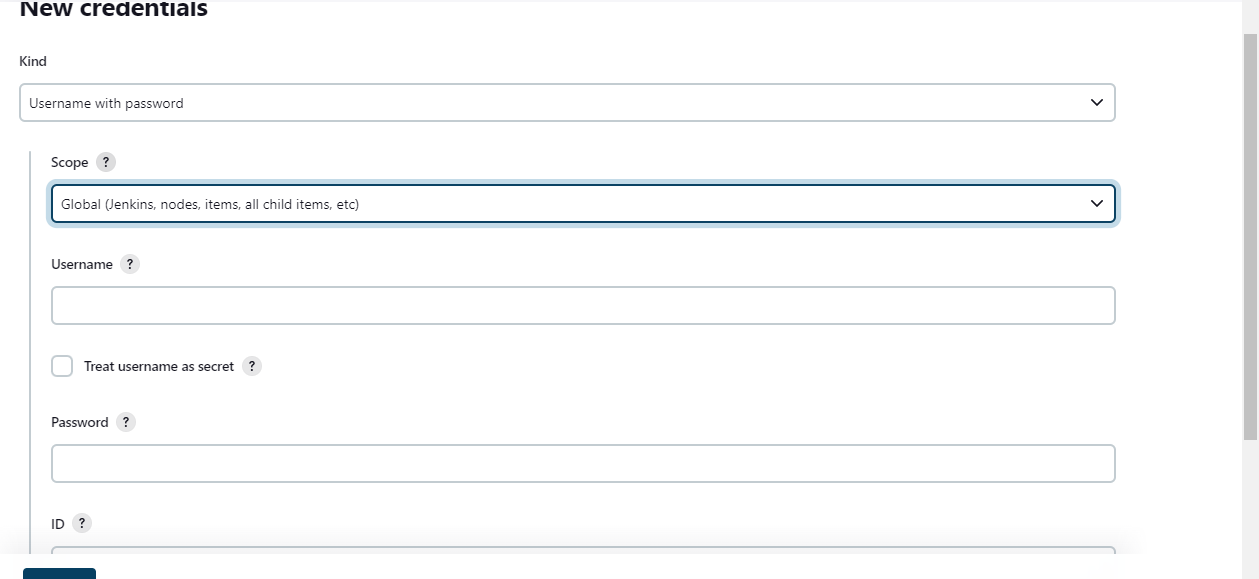 New credentials
Kind
Username with password
Scope ?
Global (Jenkins, nodes, items, all child items, etc)
Username ?
Treat username as secret ?
Password ?
ID ?